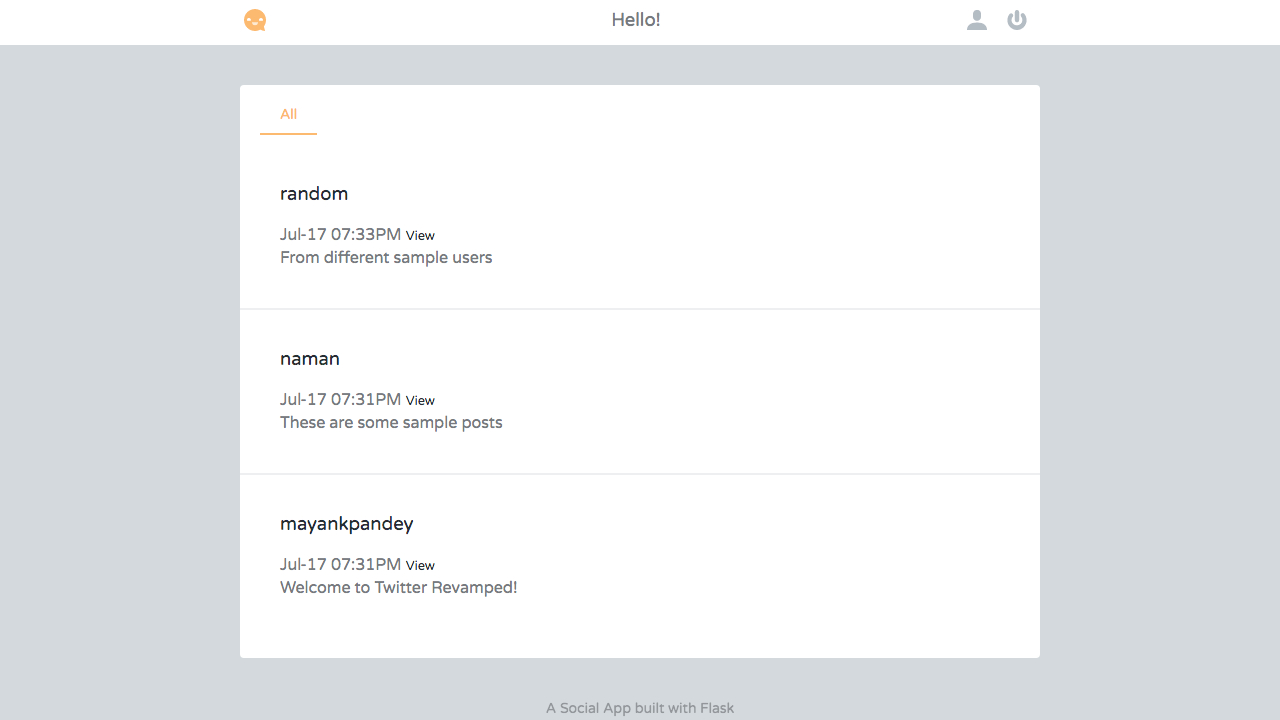 Hello!
All
random
Jul-17 07:33PM View
From different sample users
naman
Jul-17 07:31PM View
These are some sample posts
mayankpandey
Jul-17 07:31PM View
Welcome to Twitter Revamped!
A Social App built with Flask